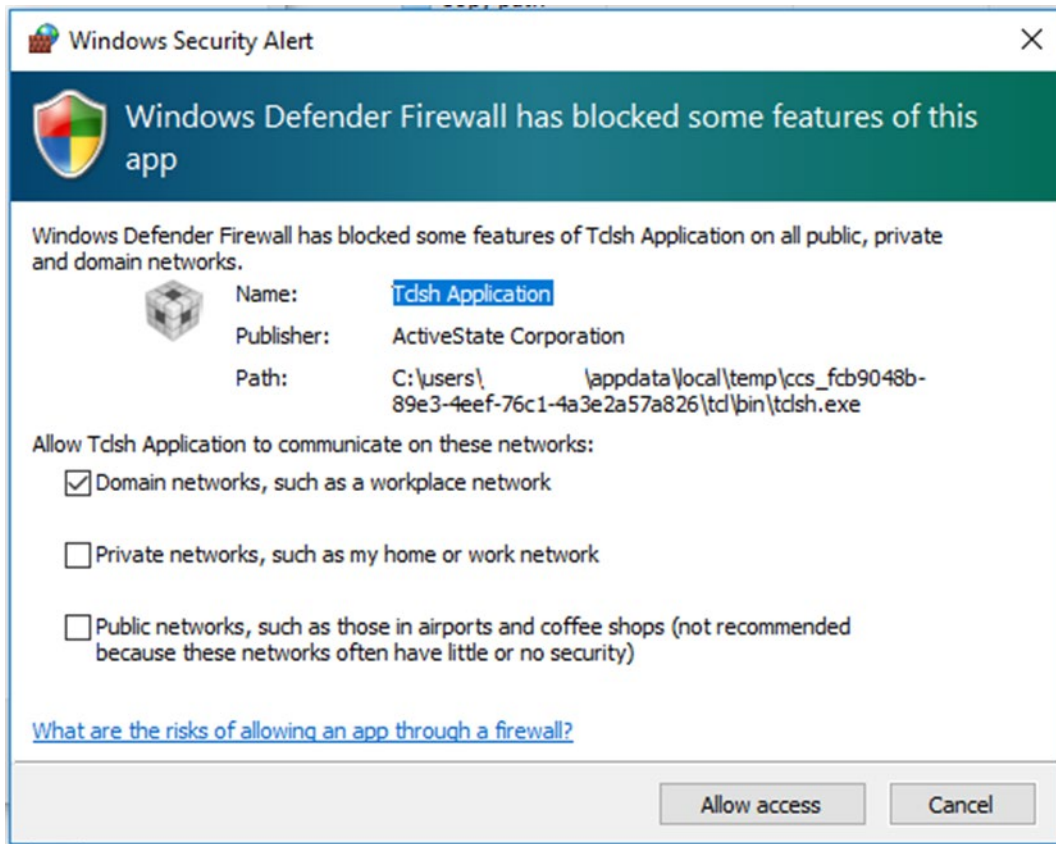 Windows Security Alert
Windows Defender Firewall has blocked some features of this
app
Windows Defender Firewall has blocked some features of Tclsh Application on all public, private
and domain networks.
Name: Tclsh Application
Publisher: ActiveState Corporation
Path: C:\users\ \appdata\local\temp\ccs_fcb9048b-
89e3-4eef-76c1-4a3e2a57a826\tcl\bin\tclsh.exe
Allow Tclsh Application to communicate on these networks:
Domain networks, such as a workplace network
Private networks, such as my home or work network
Public networks, such as those in airports and coffee shops (not recommended
because these networks often have little or no security)
What are the risks of allowing an app through a firewall?
Allow access Cancel